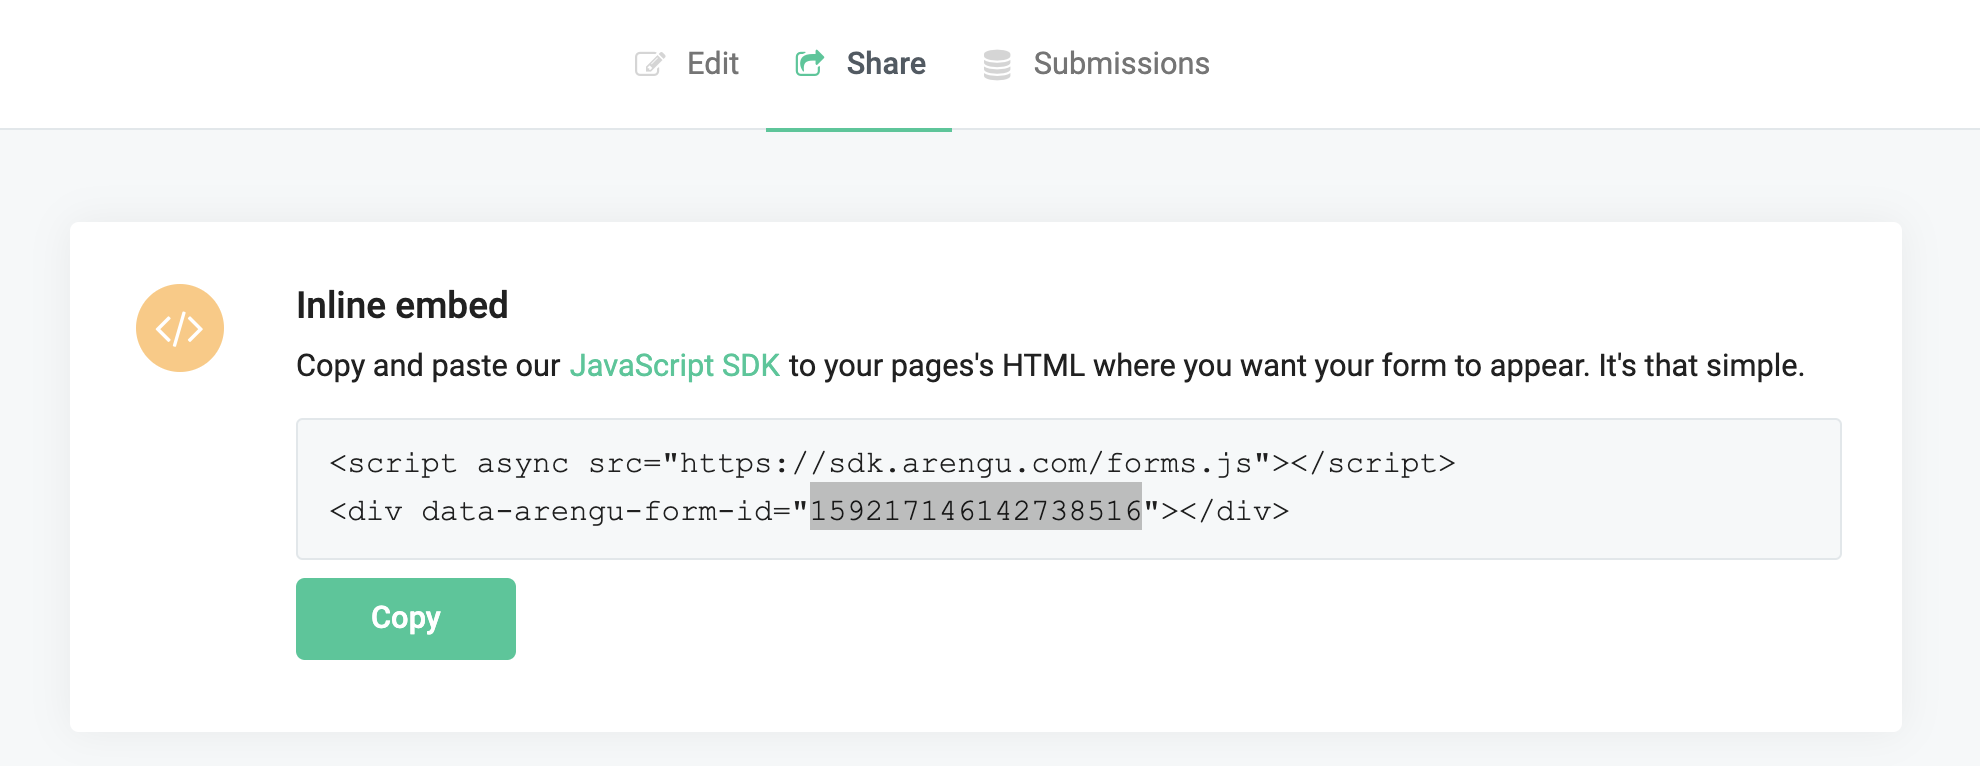 Edit Share Submissions
Inline embed
Copy and paste our JavaScript SDK to your pages's HTML where you want your form to appear. It's that simple.
<script async src="https://sdk.arengu.com/forms.js"></script>
<div data-arengu-form-id="159217146142738516"></div>
Copy